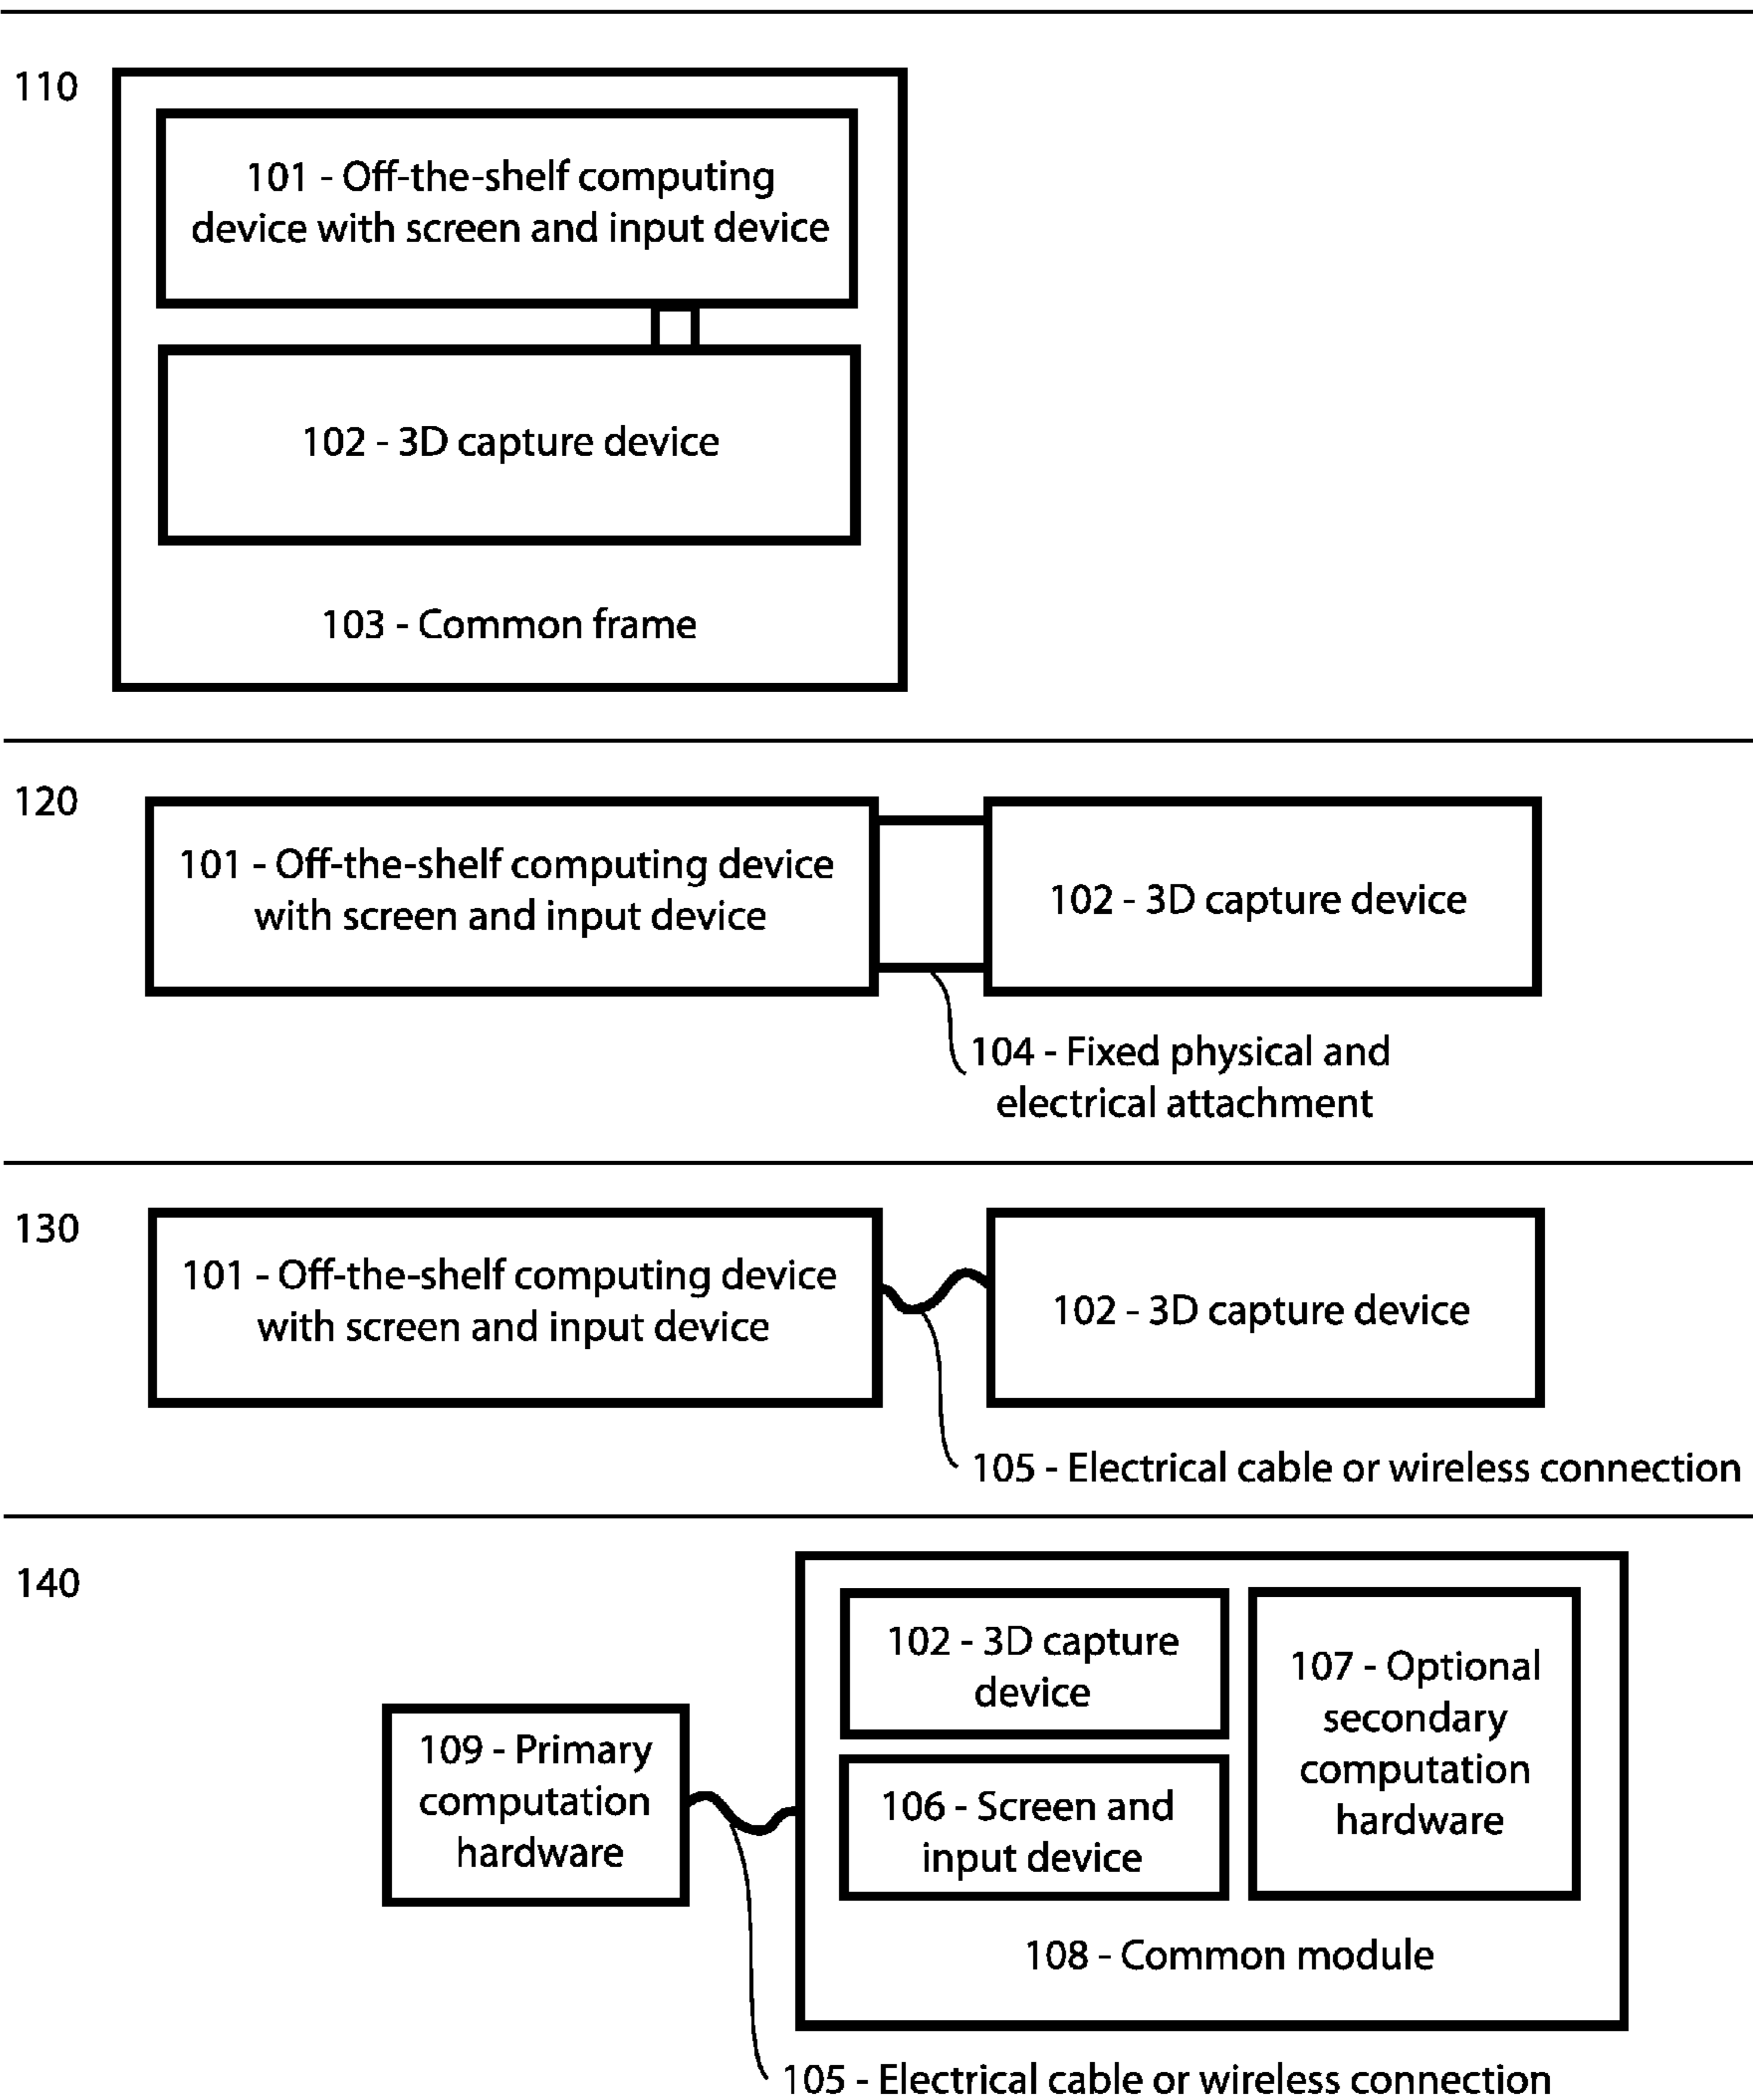 110
101 - Off-the-shelf computing
device with screen and input device
102 - 3D capture device
103 - Common frame
120
101 - Off-the-shelf computing device
with screen and input device
102 - 3D capture device
104 - Fixed physical and
electrical attachment
130
101 - Off-the-shelf computing device
with screen and input device
102 - 3D capture device
105 - Electrical cable or wireless connection
140
109 - Primary
computation
hardware
102 - 3D capture
device
106 - Screen and
input device
107 - Optional
secondary
computation
hardware
108 - Common module
105 - Electrical cable or wireless connection